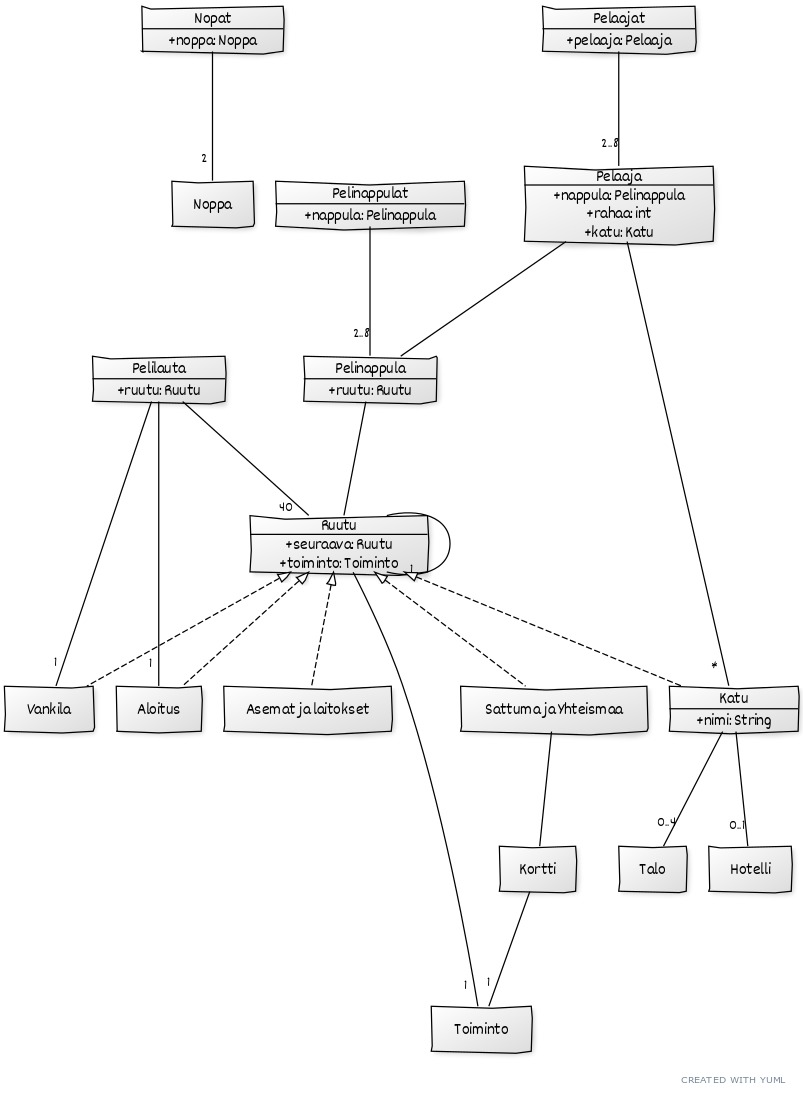 Nopat
+noppa: Noppa
Pelaajat
+pelaaja: Pelaaja
2
2..8
Noppa
Pelinappulat
+nappula: Pelinappula
Pelaaja
+nappula: Pelinappula
+rahaa: int
+katu: Katu
2..8
Pelilauta
+ruutu: Ruutu
Pelinappula
+ruutu: Ruutu
40
Ruutu
+seuraava: Ruutu
+toiminto: Toiminto
1
1
1
*
Vankila
Aloitus
Asemat ja laitokset
Sattuma ja Yhteismaa
Katu
+nimi: String
0..4
0..1
Kortti
Talo
Hotelli
1
1
Toiminto
CREATED WITH YUML